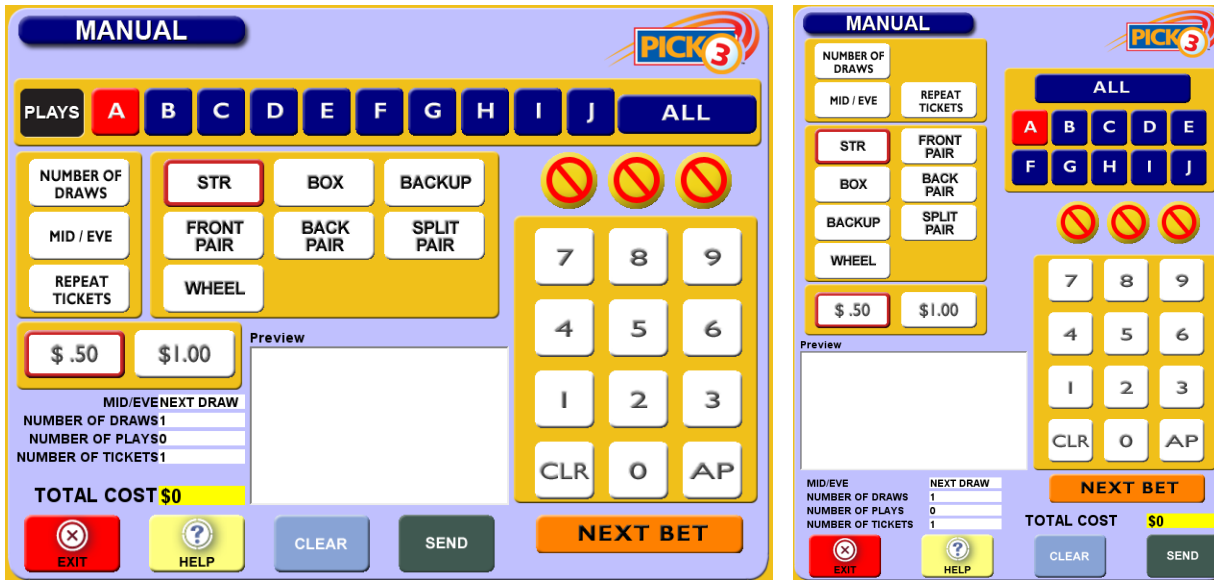 MANUAL
PICK 3
PLAYS A B C D E F G H I J ALL
NUMBER OF DRAWS
MID / EVE
REPEAT TICKETS
STR BOX BACKUP
FRONT PAIR BACK PAIR SPLIT PAIR
WHEEL
7 8 9
4 5 6
1 2 3
CLR 0 AP
$ .50 $1.00
Preview
MID/EVE NEXT DRAW
NUMBER OF DRAWS 1
NUMBER OF PLAYS 0
NUMBER OF TICKETS 1
TOTAL COST $0
EXIT
? HELP
CLEAR
SEND
NEXT BET
MANUAL
PICK 3
NUMBER OF DRAWS
MID / EVE
REPEAT TICKETS
ALL
A B C D E
F G H I J
STR FRONT PAIR
BOX BACK PAIR
BACKUP SPLIT PAIR
WHEEL
$ .50 $1.00
7 8 9
4 5 6
1 2 3
CLR 0 AP
Preview
MID/EVE NEXT DRAW
NUMBER OF DRAWS 1
NUMBER OF PLAYS 0
NUMBER OF TICKETS 1
NEXT BET
TOTAL COST $0
EXIT
? HELP
CLEAR
SEND